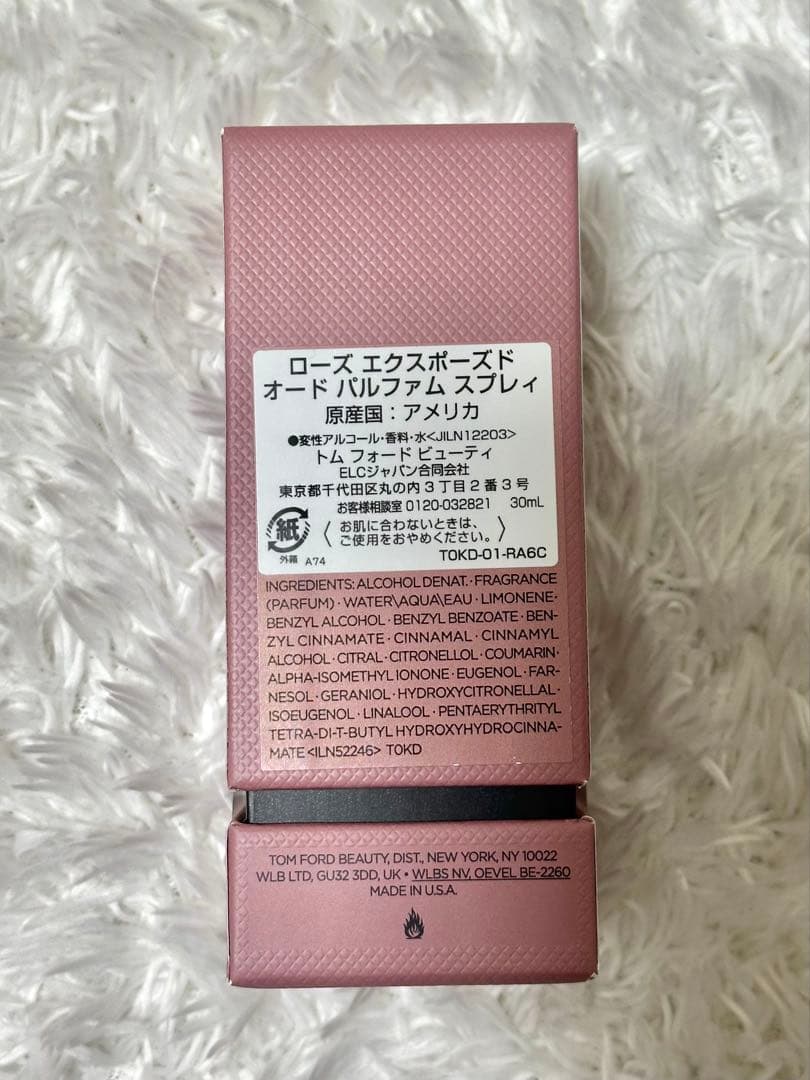 ローズ エクスポーズド
オード パルファム スプレィ
原産国：アメリカ
●変性アルコール・香料・水<JILN12203>
トム フォード ビューティ
ELCジャパン合同会社
東京都千代田区丸の内3丁目2番3号
お客様相談室 0120-032821 30mL
紙
外箱 A74
〈お肌に合わないときは、
ご使用をおやめください。〉
T0KD-01-RA6C
INGREDIENTS: ALCOHOL DENAT. · FRAGRANCE
(PARFUM) · WATER\AQUA\EAU · LIMONENE ·
BENZYL ALCOHOL · BENZYL BENZOATE · BEN-
ZYL CINNAMATE · CINNAMAL · CINNAMYL
ALCOHOL · CITRAL · CITRONELLOL · COUMARIN ·
ALPHA-ISOMETHYL IONONE · EUGENOL · FAR-
NESOL · GERANIOL · HYDROXYCITRONELLAL ·
ISOEUGENOL · LINALOOL · PENTAERYTHRITYL
TETRA-DI-T-BUTYL HYDROXYHYDROCINNA-
MATE <ILN52246> T0KD
TOM FORD BEAUTY, DIST., NEW YORK, NY 10022
WLB LTD, GU32 3DD, UK • WLBS NV, OEVEL BE-2260
MADE IN U.S.A.